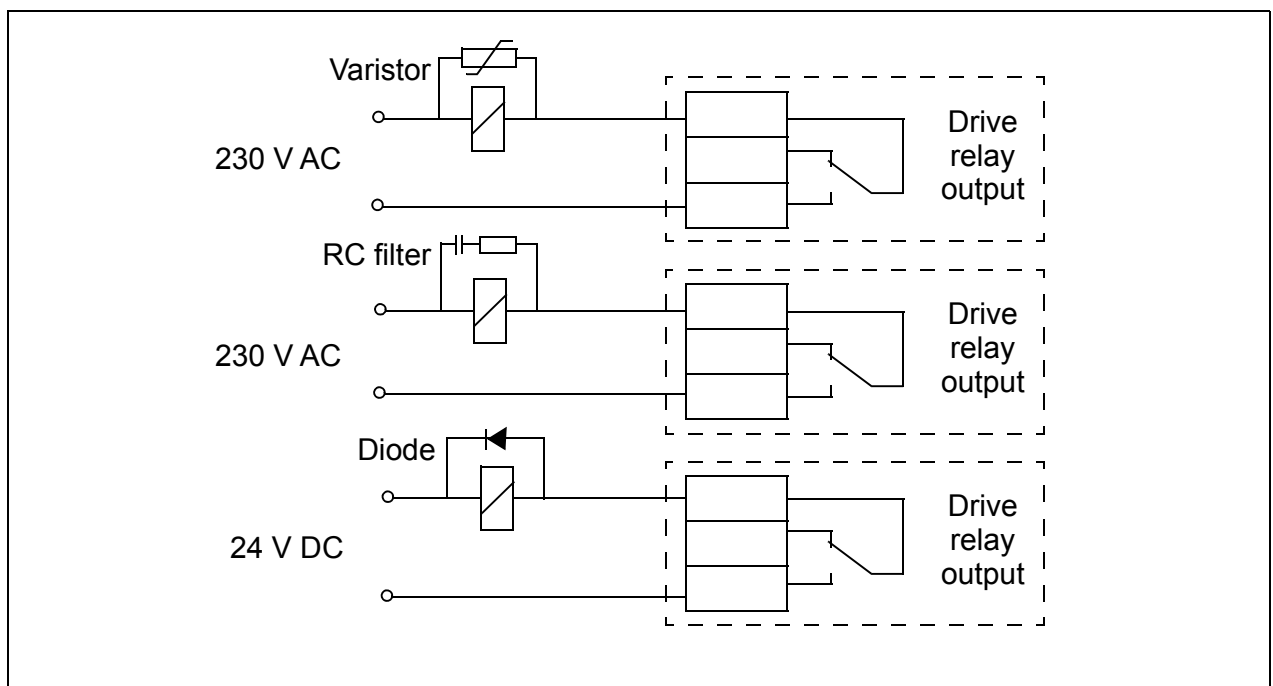 Varistor
230 V AC
Drive
relay
output
RC filter
230 V AC
Drive
relay
output
Diode
24 V DC
Drive
relay
output